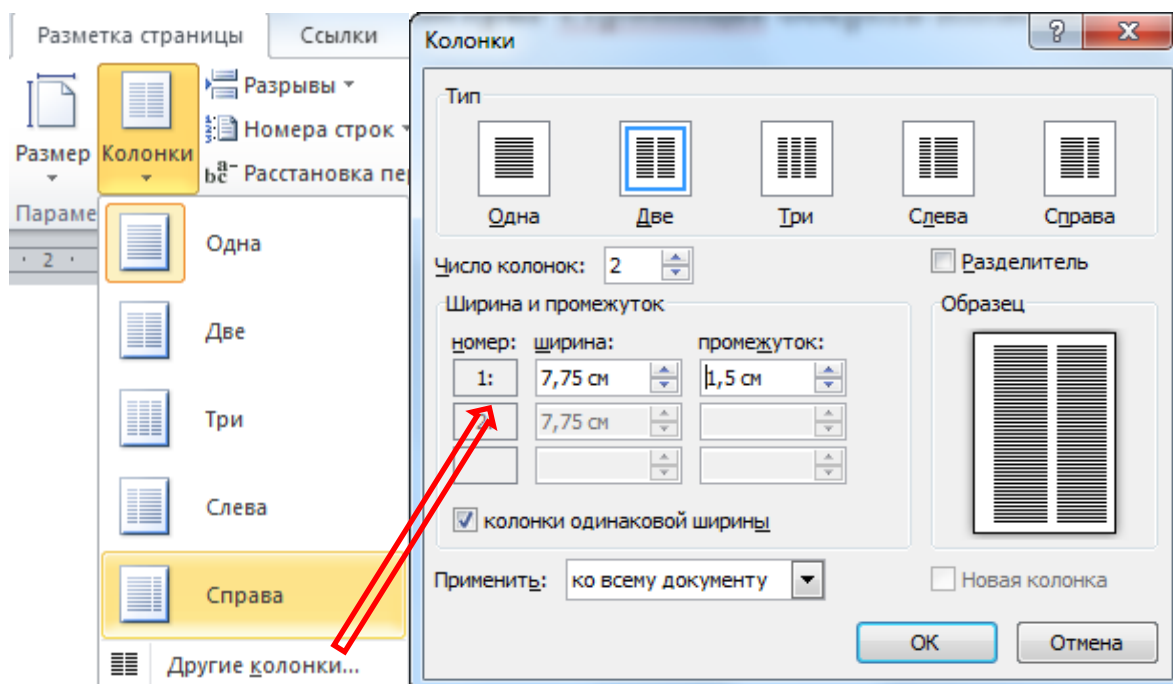 Разметка страницы
Ссылки
Размер
Колонки
Разрывы
Номера строк
Расстановка
2
Одна
Две
Три
Слева
Справа
Другие колонки...
Колонки
Тип
Одна
Две
Три
Слева
Справа
Число колонок: 2
Разделитель
Ширина и промежуток
Образец
номер: ширина: промежуток:
1: 7,75 см 1,5 см
2: 7,75 см
колонки одинаковой ширины
Применить: ко всему документу
Новая колонка
ОК
Отмена